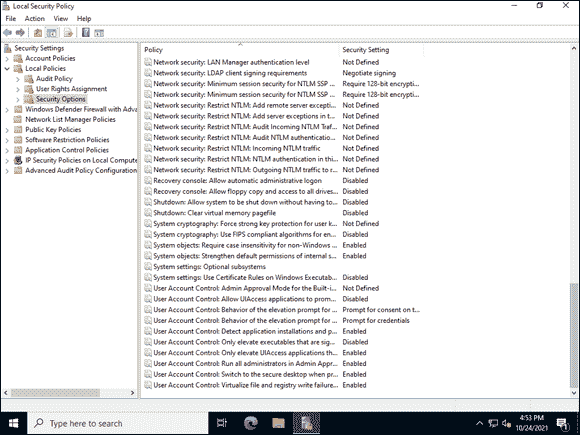 Local Security Policy
File Action View Help
Security Settings
Account Policies
Local Policies
Audit Policy
User Rights Assignment
Security Options
Windows Defender Firewall with Adva
Network List Manager Policies
Public Key Policies
Software Restriction Policies
Application Control Policies
IP Security Policies on Local Compute
Advanced Audit Policy Configuration
Policy Security Setting
Network security: LAN Manager authentication level Not Defined
Network security: LDAP client signing requirements Negotiate signing
Network security: Minimum session security for NTLM SSP ... Require 128-bit encrypti...
Network security: Minimum session security for NTLM SSP ... Require 128-bit encrypti...
Network security: Restrict NTLM: Add remote server excepti... Not Defined
Network security: Restrict NTLM: Add server exceptions in t... Not Defined
Network security: Restrict NTLM: Audit Incoming NTLM Traf... Not Defined
Network security: Restrict NTLM: Audit NTLM authentication... Not Defined
Network security: Restrict NTLM: Incoming NTLM traffic Not Defined
Network security: Restrict NTLM: NTLM authentication in thi... Not Defined
Network security: Restrict NTLM: Outgoing NTLM traffic to r... Not Defined
Recovery console: Allow automatic administrative logon Disabled
Recovery console: Allow floppy copy and access to all drives... Disabled
Shutdown: Allow system to be shut down without having to... Disabled
Shutdown: Clear virtual memory pagefile Disabled
System cryptography: Force strong key protection for user k... Not Defined
System cryptography: Use FIPS compliant algorithms for en... Disabled
System objects: Require case insensitivity for non-Windows ... Enabled
System objects: Strengthen default permissions of internal s... Enabled
System settings: Optional subsystems
System settings: Use Certificate Rules on Windows Executab... Disabled
User Account Control: Admin Approval Mode for the Built-i... Not Defined
User Account Control: Allow UIAccess applications to prom... Disabled
User Account Control: Behavior of the elevation prompt for ... Prompt for consent on t...
User Account Control: Behavior of the elevation prompt for ... Prompt for credentials
User Account Control: Detect application installations and p... Enabled
User Account Control: Only elevate executables that are sig... Disabled
User Account Control: Only elevate UIAccess applications th... Enabled
User Account Control: Run all administrators in Admin Appr... Enabled
User Account Control: Switch to the secure desktop when pr... Enabled
User Account Control: Virtualize file and registry write failure... Enabled
Type here to search
4:53 PM
10/24/2021
1